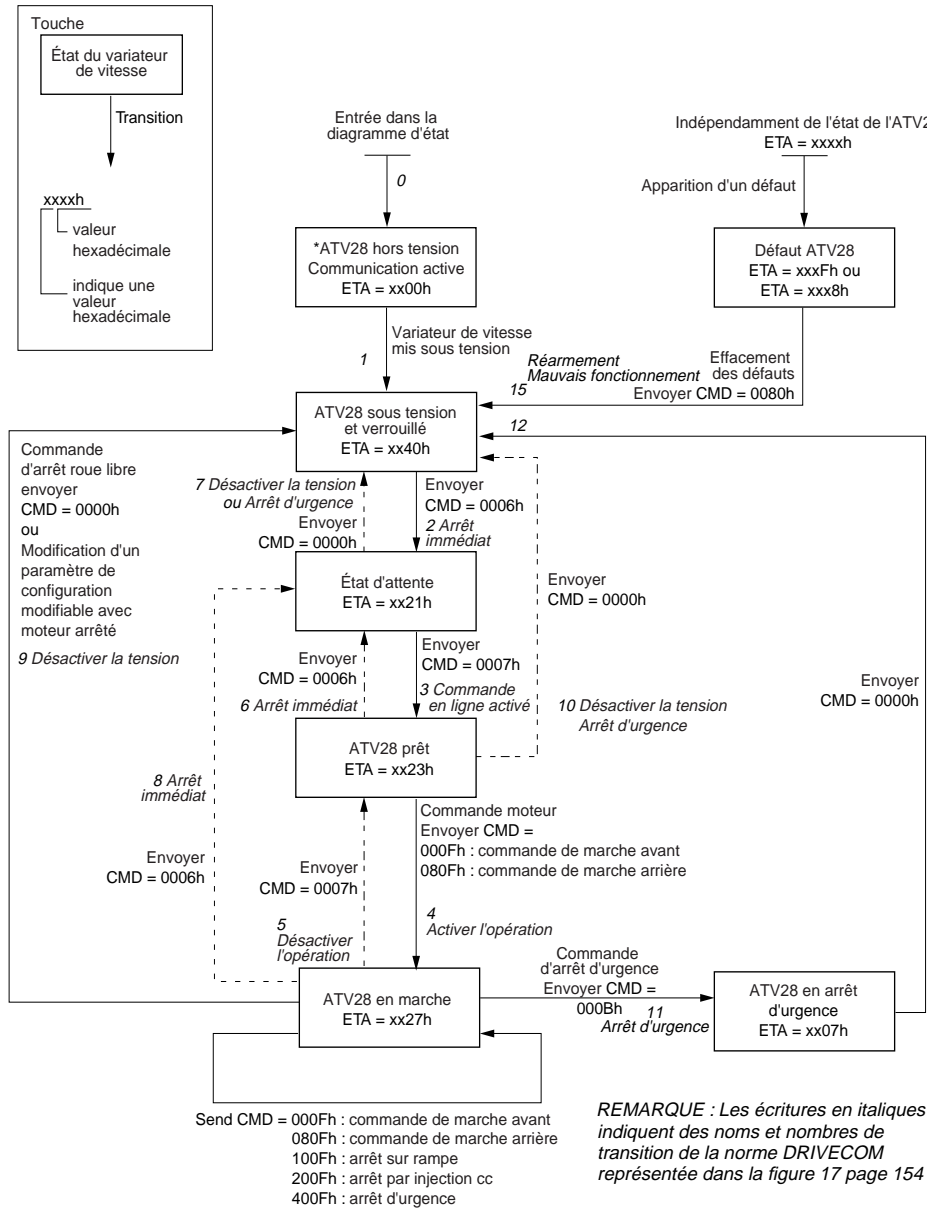 Touche
État du variateur
de vitesse
Transition
xxxxh
valeur
hexadécimale
indique une
valeur
hexadécimale
Entrée dans la
diagramme d'état
0
*ATV28 hors tension
Communication active
ETA = xx00h
Variateur de vitesse
mis sous tension
1
Indépendamment de l'état de l'ATV2
ETA = xxxxh
Apparition d'un défaut
Défaut ATV28
ETA = xxxFh ou
ETA = xxx8h
Effacement
des défauts
Envoyer CMD = 0080h
Réarmement
Mauvais fonctionnement
15
12
ATV28 sous tension
et verrouillé
ETA = xx40h
Commande
d'arrêt roue libre
envoyer
CMD = 0000h
ou
Modification d'un
paramètre de
configuration
modifiable avec
moteur arrêté
9 Désactiver la tension
7 Désactiver la tension
ou Arrêt d'urgence
Envoyer
CMD = 0000h
Envoyer
CMD = 0006h
2 Arrêt
immédiat
État d'attente
ETA = xx21h
Envoyer
CMD = 0000h
Envoyer
CMD = 0006h
6 Arrêt immédiat
Envoyer
CMD = 0007h
3 Commande
en ligne activé
10 Désactiver la tension
Arrêt d'urgence
Envoyer
CMD = 0000h
ATV28 prêt
ETA = xx23h
8 Arrêt
immédiat
Envoyer
CMD = 0006h
Envoyer
CMD = 0007h
5
Désactiver
l'opération
Commande moteur
Envoyer CMD =
000Fh : commande de marche avant
080Fh : commande de marche arrière
4
Activer l'opération
ATV28 en marche
ETA = xx27h
Commande
d'arrêt d'urgence
Envoyer CMD =
000Bh
11
Arrêt d'urgence
ATV28 en arrêt
d'urgence
ETA = xx07h
Send CMD = 000Fh : commande de marche avant
080Fh : commande de marche arrière
100Fh : arrêt sur rampe
200Fh : arrêt par injection cc
400Fh : arrêt d'urgence
REMARQUE : Les écritures en italiques
indiquent des noms et nombres de
transition de la norme DRIVECOM
représentée dans la figure 17 page 154